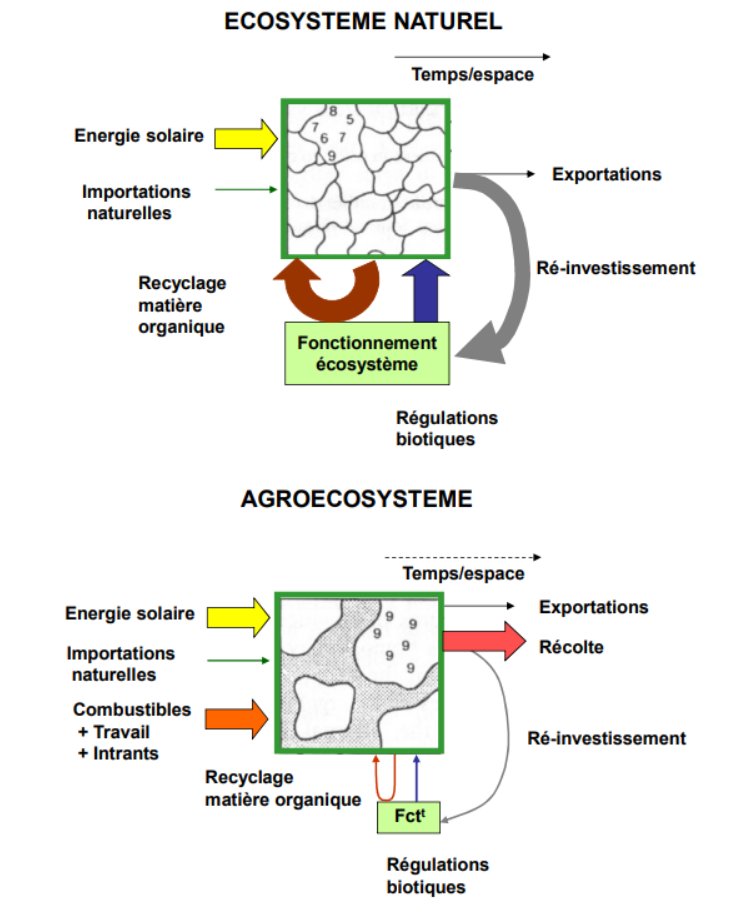 ECOSYSTEME NATUREL
Temps/espace
Energie solaire
8
5
7
6 7
9
Importations
naturelles
Exportations
Ré-investissement
Recyclage
matière
organique
Fonctionnement
écosystème
Régulations
biotiques
AGROECOSYSTEME
Temps/espace
Energie solaire
9
9
9
9
9
9
Exportations
Récolte
Importations
naturelles
Combustibles
+ Travail
+ Intrants
Ré-investissement
Recyclage
matière organique
Fctᵗ
Régulations
biotiques